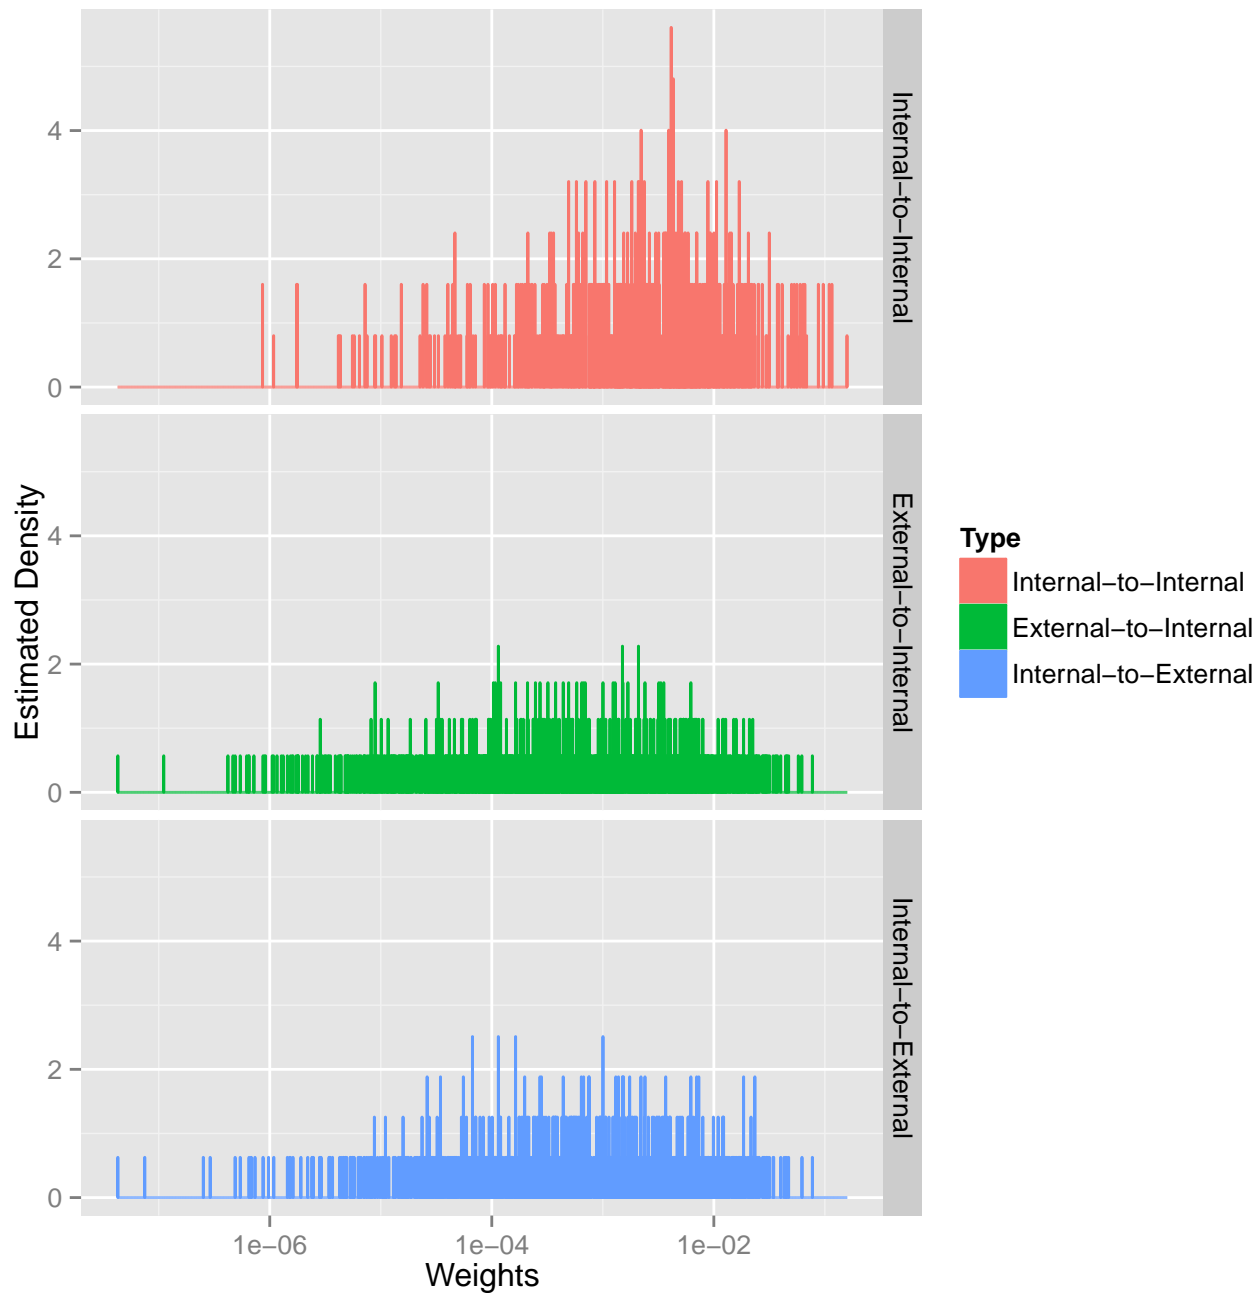 Estimated Density
4
2
0
Internal−to−Internal
4
2
0
External−to−Internal
4
2
0
Internal−to−External
1e−06
1e−04
1e−02
Weights
Type
Internal−to−Internal
External−to−Internal
Internal−to−External